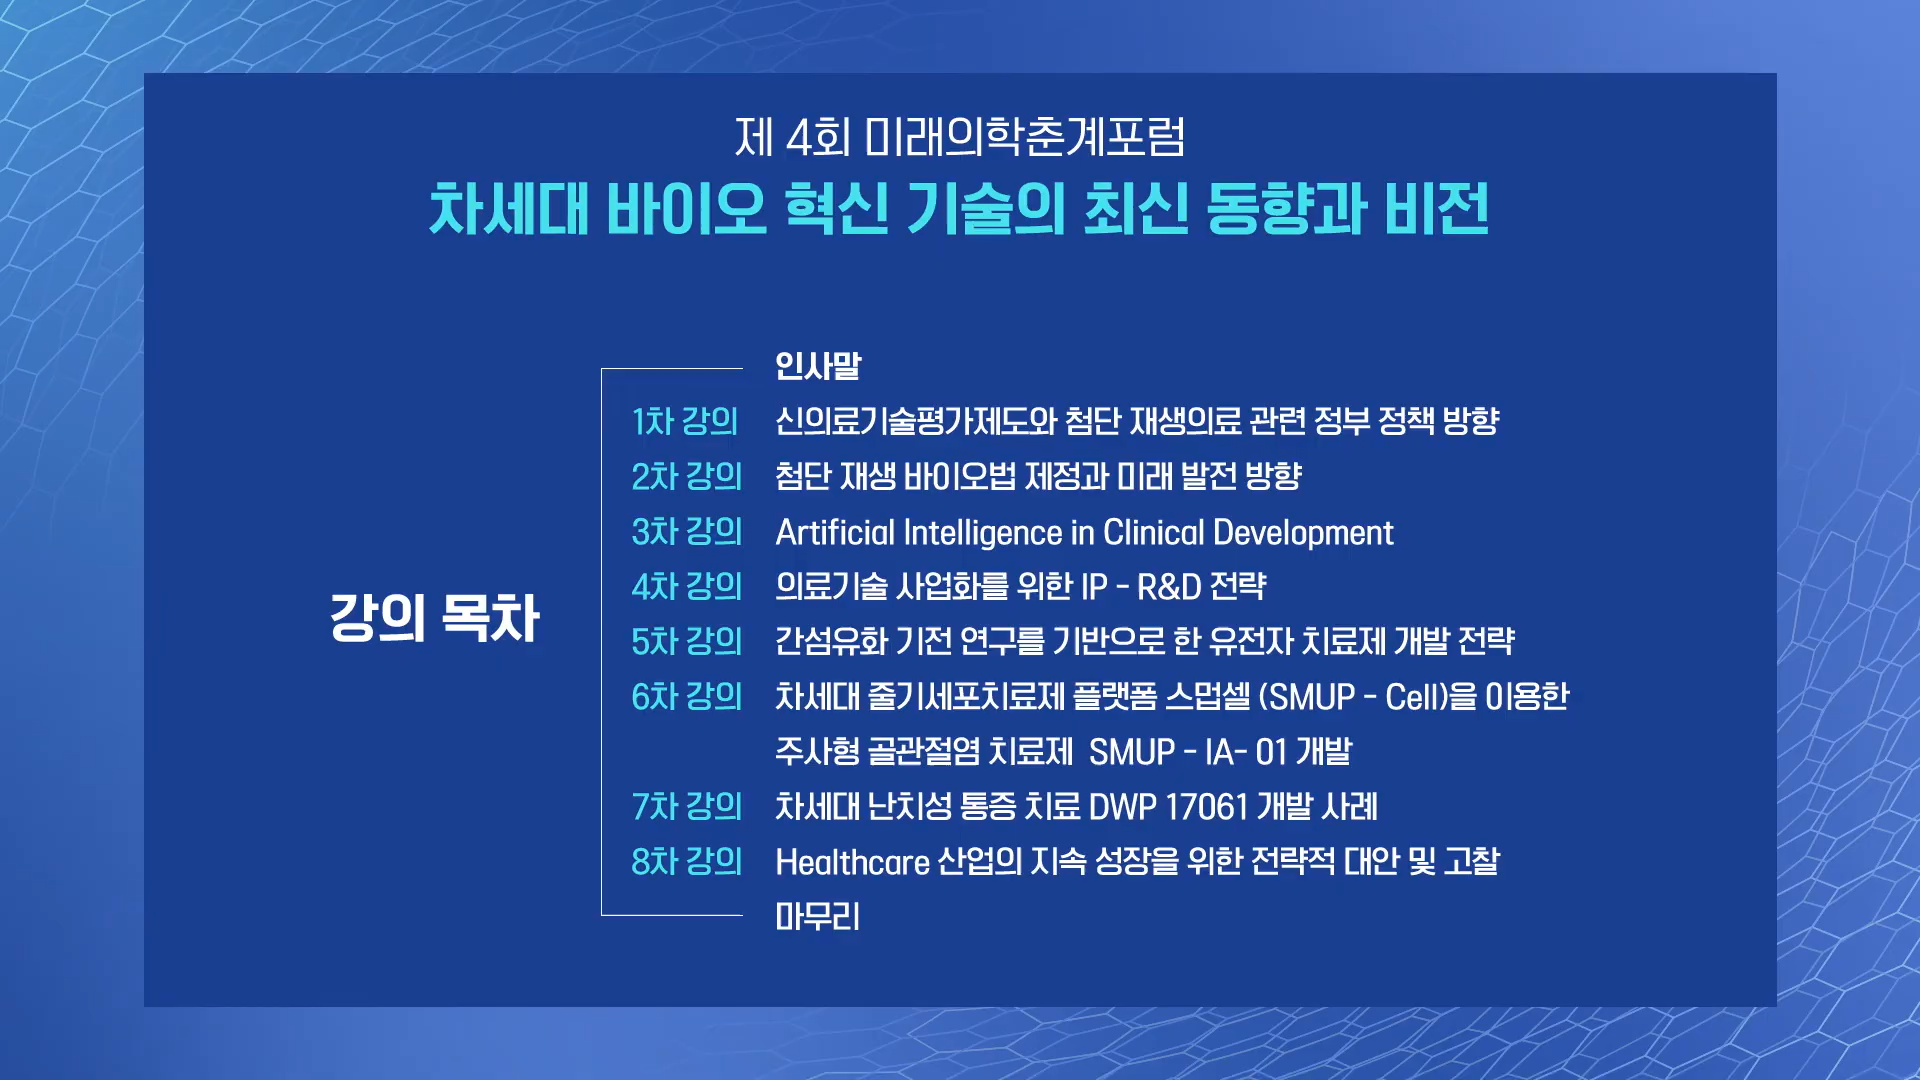 제 4회 미래의학춘계포럼
차세대 바이오 혁신 기술의 최신 동향과 비전
강의 목차
인사말
1차 강의 신의료기술평가제도와 첨단 재생의료 관련 정부 정책 방향
2차 강의 첨단 재생 바이오법 제정과 미래 발전 방향
3차 강의 Artificial Intelligence in Clinical Development
4차 강의 의료기술 사업화를 위한 IP - R&D 전략
5차 강의 간섬유화 기전 연구를 기반으로 한 유전자 치료제 개발 전략
6차 강의 차세대 줄기세포치료제 플랫폼 스멉셀 (SMUP - Cell)을 이용한
주사형 골관절염 치료제 SMUP - IA- 01 개발
7차 강의 차세대 난치성 통증 치료 DWP 17061 개발 사례
8차 강의 Healthcare 산업의 지속 성장을 위한 전략적 대안 및 고찰
마무리